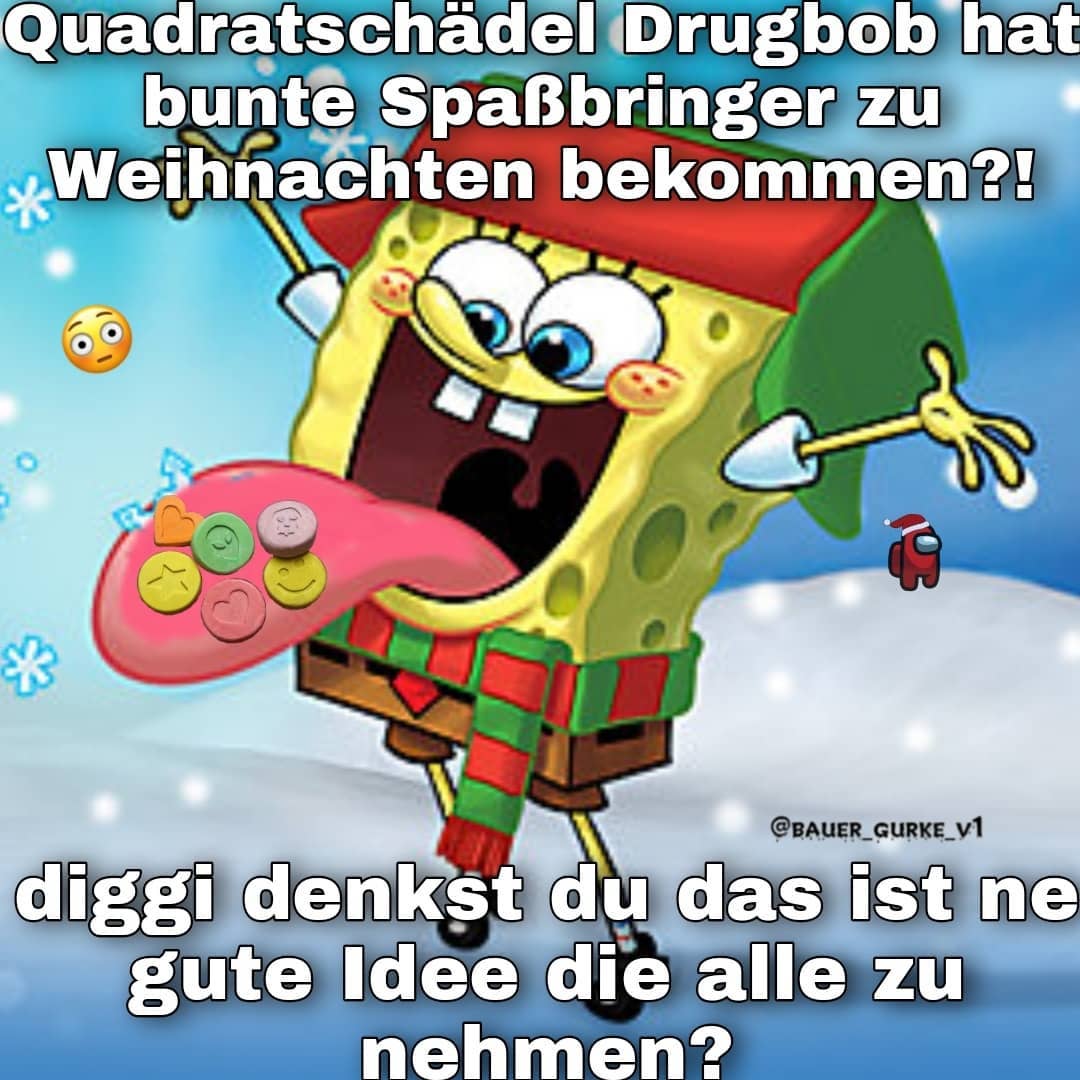 Quadratschädel Drugbob hat
bunte Spaßbringer zu
Weihnachten bekommen?!
@BAUER_GURKE_V1
diggi denkst du das ist ne
gute Idee die alle zu
nehmen?